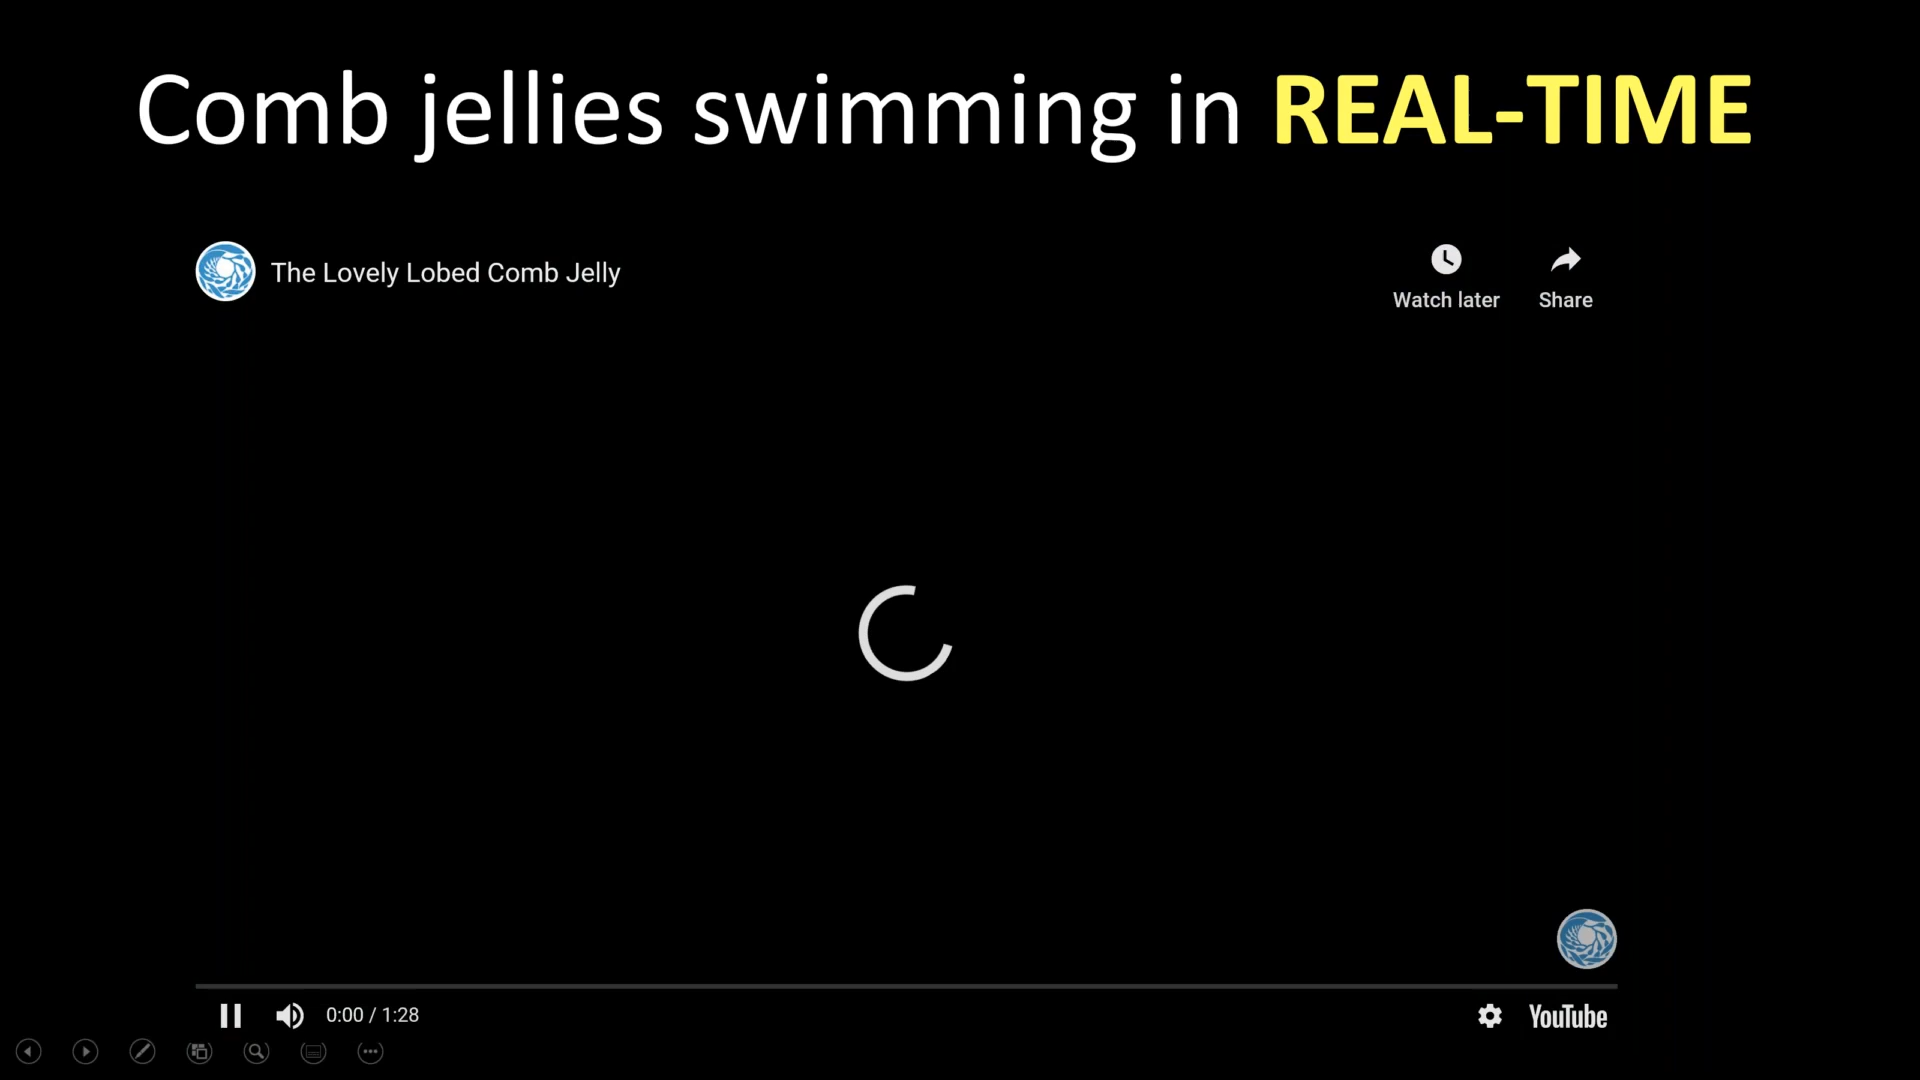 Comb jellies swimming in REAL-TIME
The Lovely Lobed Comb Jelly
Watch later
Share
0:00 / 1:28
YouTube